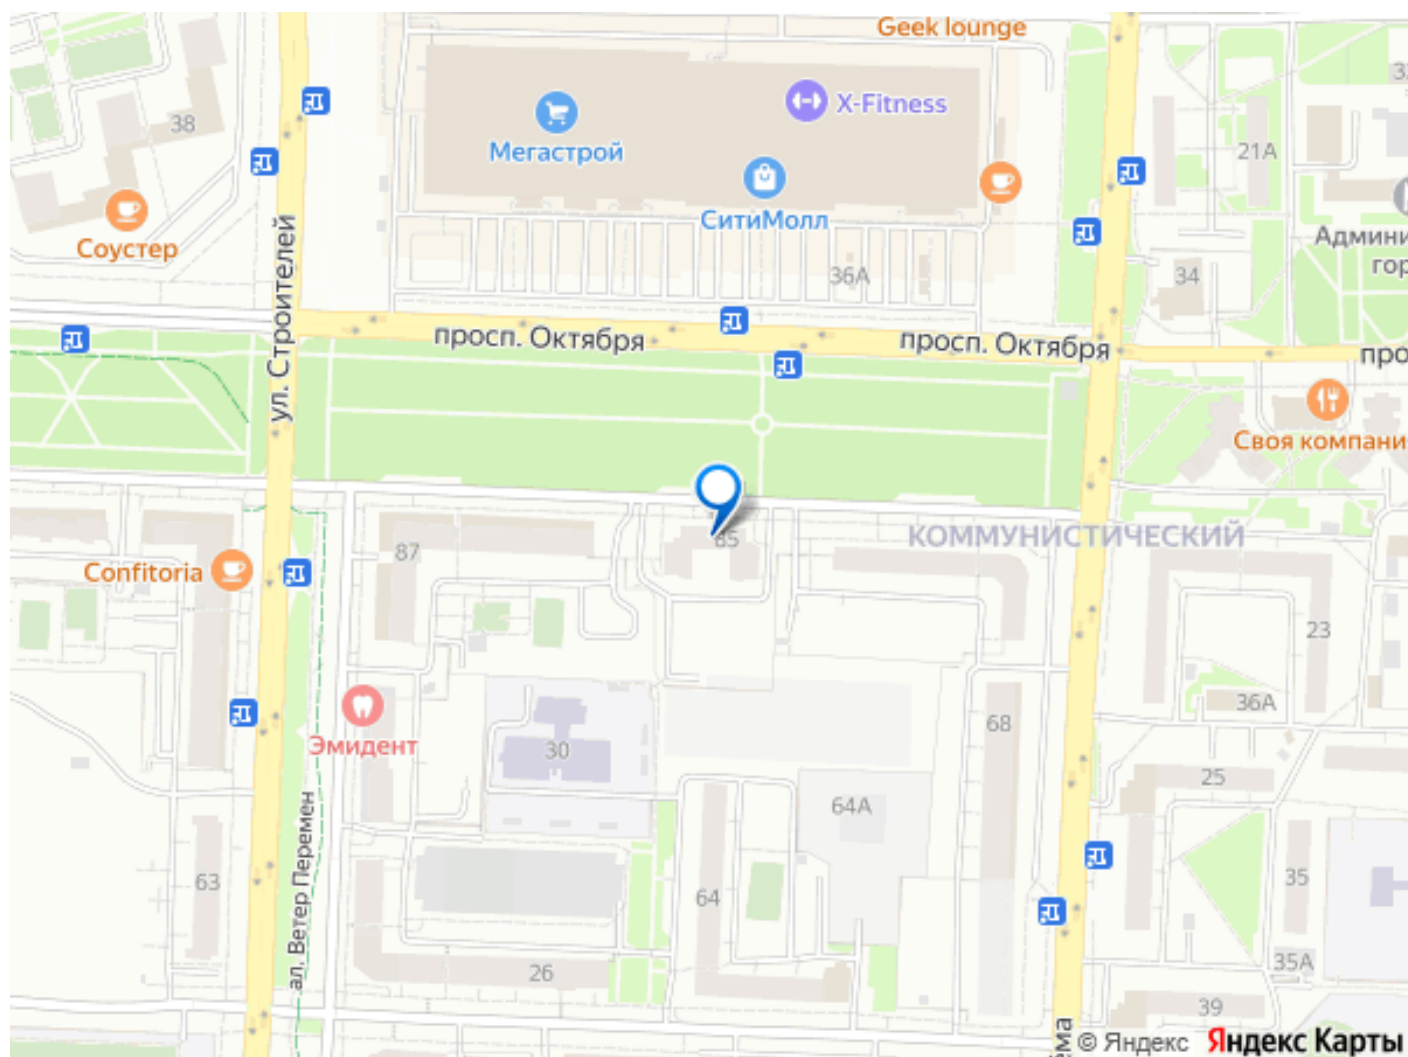 Geek lounge
X-Fitness
38
Мегастрой
21А
СитиМолл
Соустер
Админи
гор
36А
34
ул. Строителей
просп. Октября
просп. Октября
про
Своя компания
КОММУНИСТИЧЕСКИЙ
85
87
Confitoria
23
36А
68
Эмидент
30
25
64А
63
64
35
ал. Ветер Перемен
26
35А
39
© Яндекс Яндекс Карты